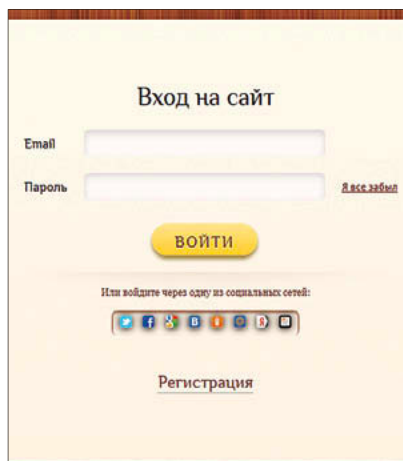 Вход на сайт
Email
Пароль
Я все забыл
ВОЙТИ
Или войдите через одну из социальных сетей:
Регистрация